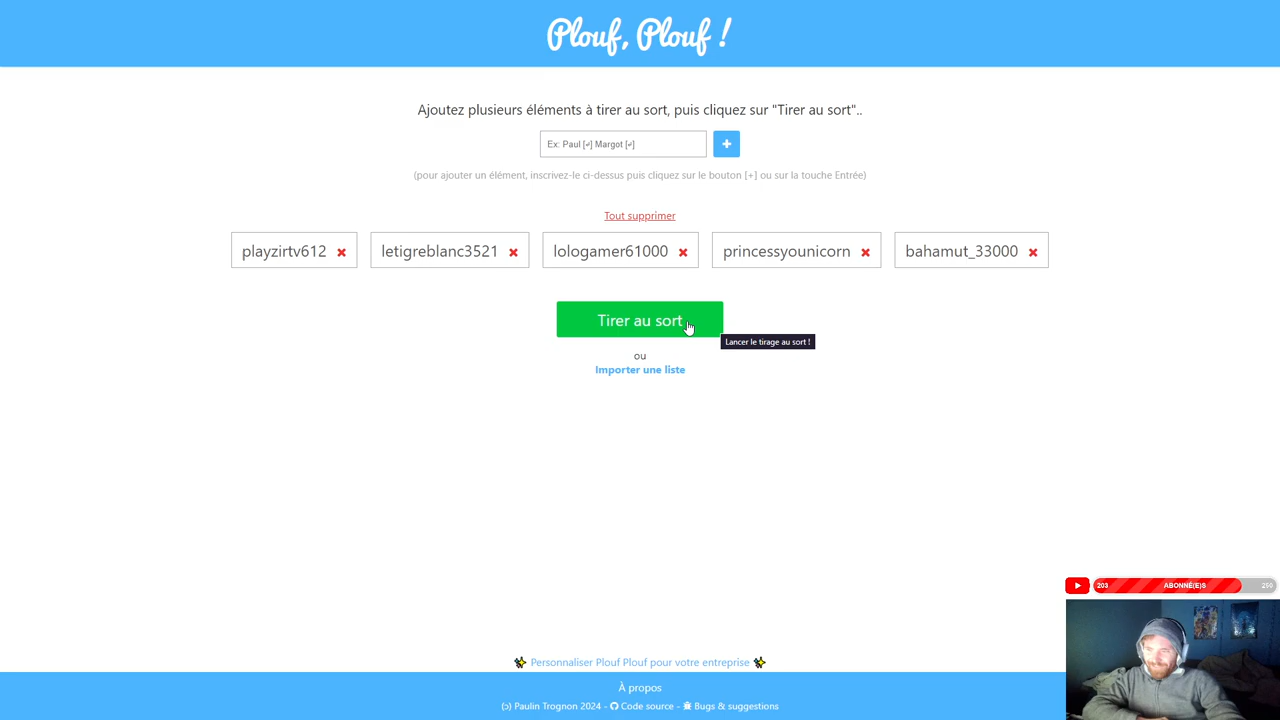 Plouf, Plouf !
Ajoutez plusieurs éléments à tirer au sort, puis cliquez sur "Tirer au sort"..
Ex: Paul [↲] Margot [↲]
(pour ajouter un élément, inscrivez-le ci-dessus puis cliquez sur le bouton [+] ou sur la touche Entrée)
Tout supprimer
playzirtv612 letigreblanc3521 lologamer61000 princessyounicorn bahamut_33000
Tirer au sort
Lancer le tirage au sort !
ou
Importer une liste
203 ABONNÉ(E)S 250
✨ Personnaliser Plouf Plouf pour votre entreprise ✨
À propos
(ɔ) Paulin Trognon 2024 - Code source - Bugs & suggestions